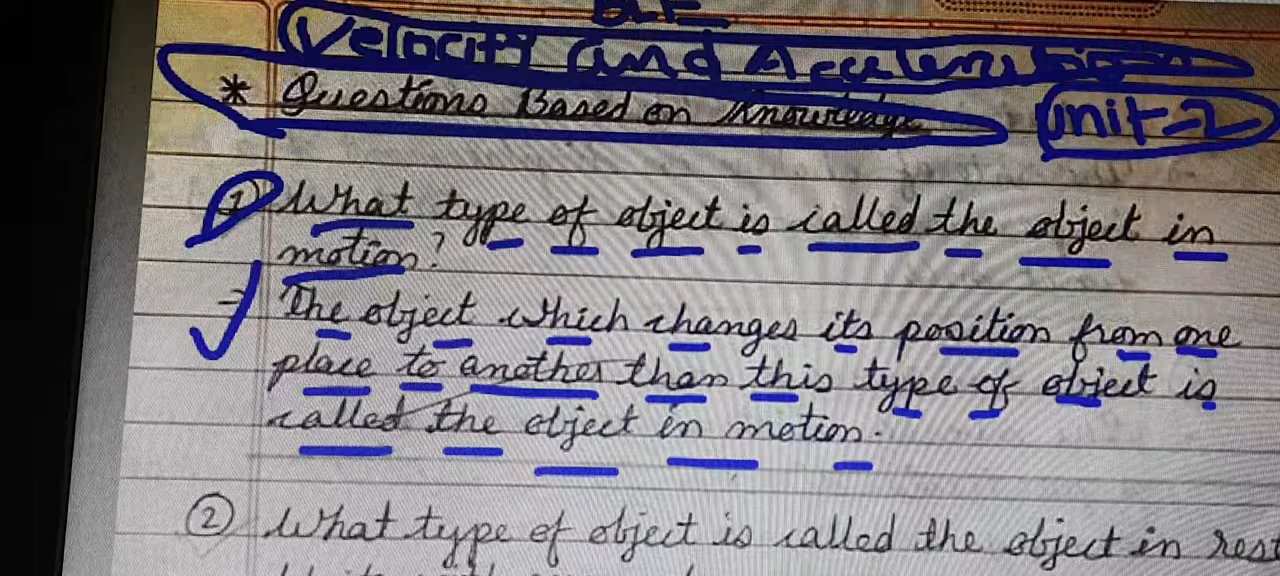 Velocity and Acceleration
* Questions Based on Knowledge
Unit-2
1) What type of object is called the object in
motion?
→ The object which changes its position from one
place to another than this type of object is
called the object in motion.
2 What type of object is called the object in rest